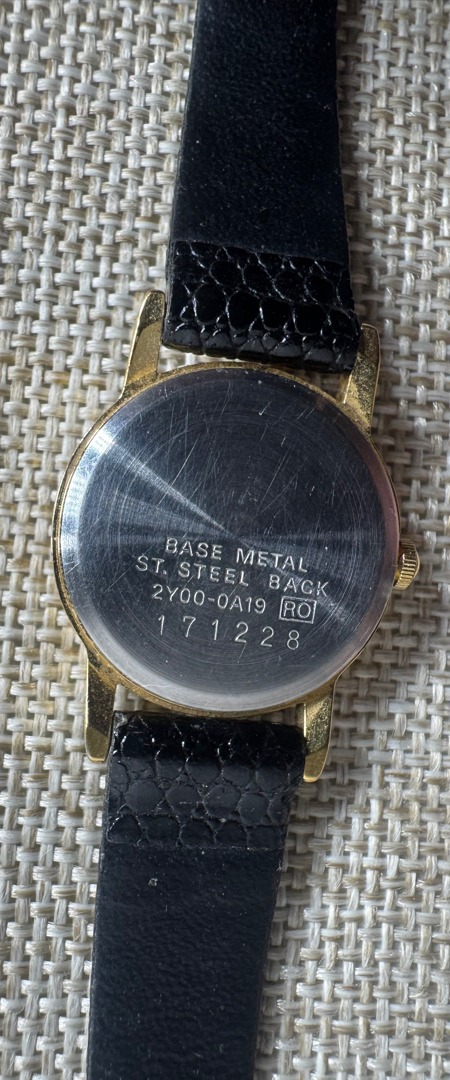 BASE METAL
ST. STEEL BACK
2Y00-0A19 RO
171228